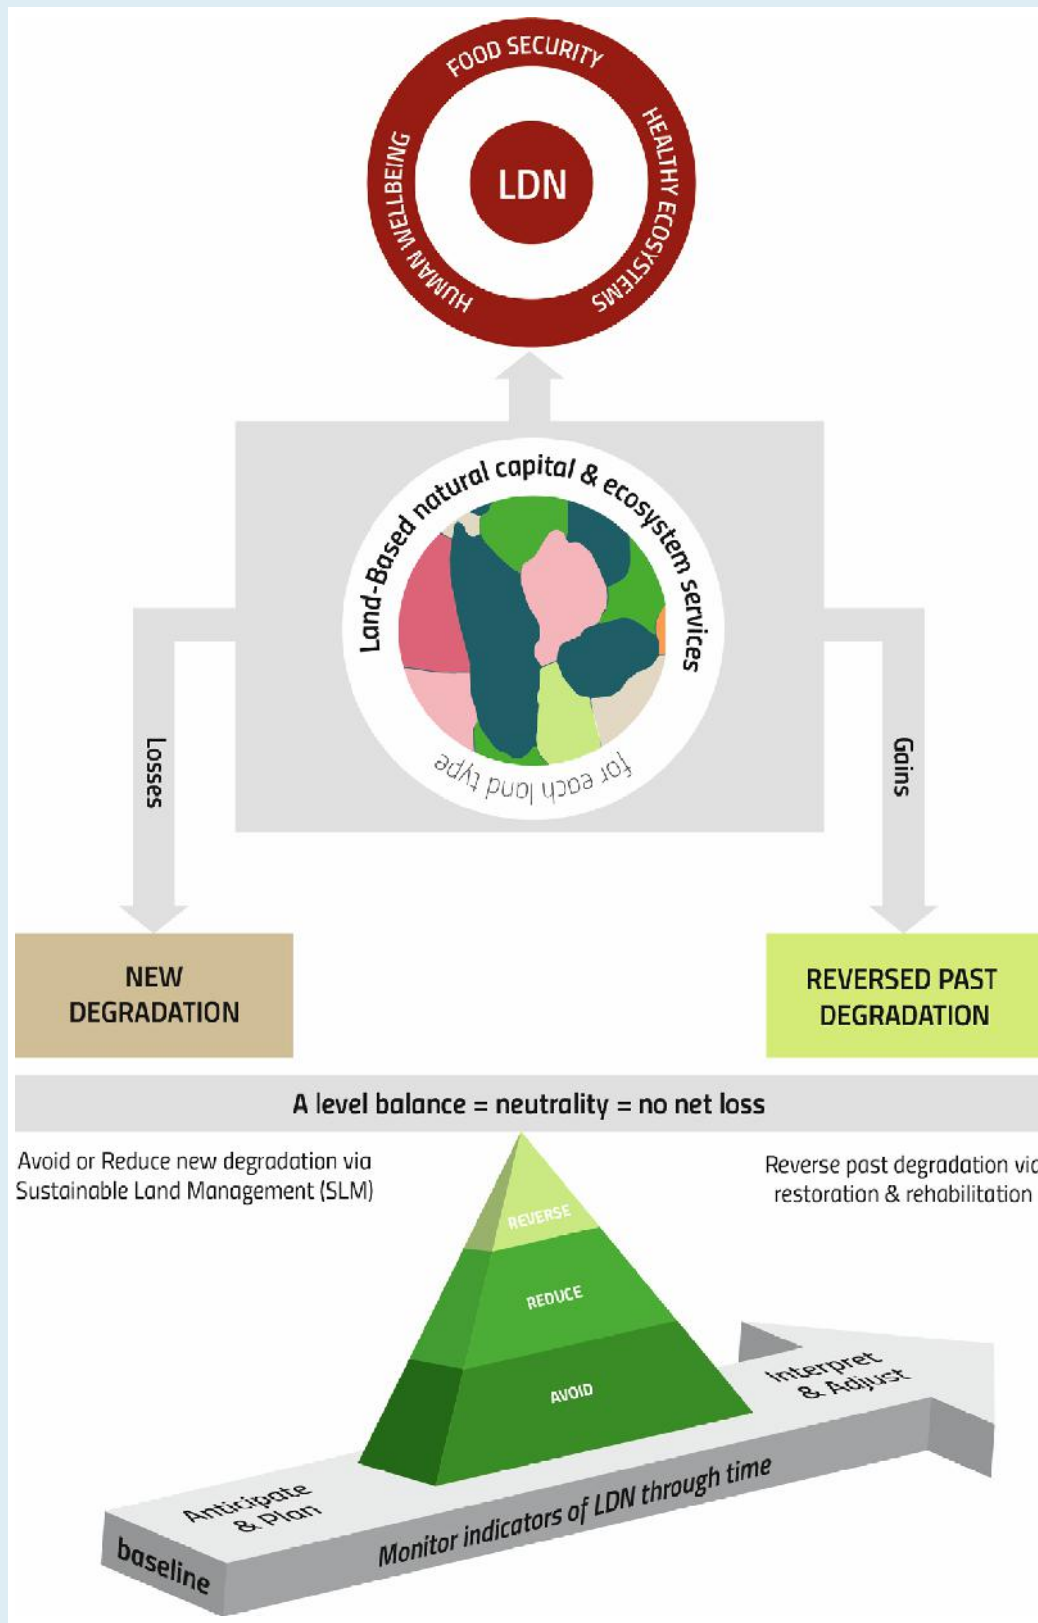 FOOD SECURITY
HUMAN WELLBEING
HEALTHY ECOSYSTEMS
LDN
Land-Based natural capital & ecosystem services
for each land type
Losses
Gains
NEW
DEGRADATION
REVERSED PAST
DEGRADATION
A level balance = neutrality = no net loss
Avoid or Reduce new degradation via
Sustainable Land Management (SLM)
Reverse past degradation via
restoration & rehabilitation
REVERSE
REDUCE
AVOID
Interpret
& Adjust
Anticipate
& Plan
Monitor indicators of LDN through time
baseline